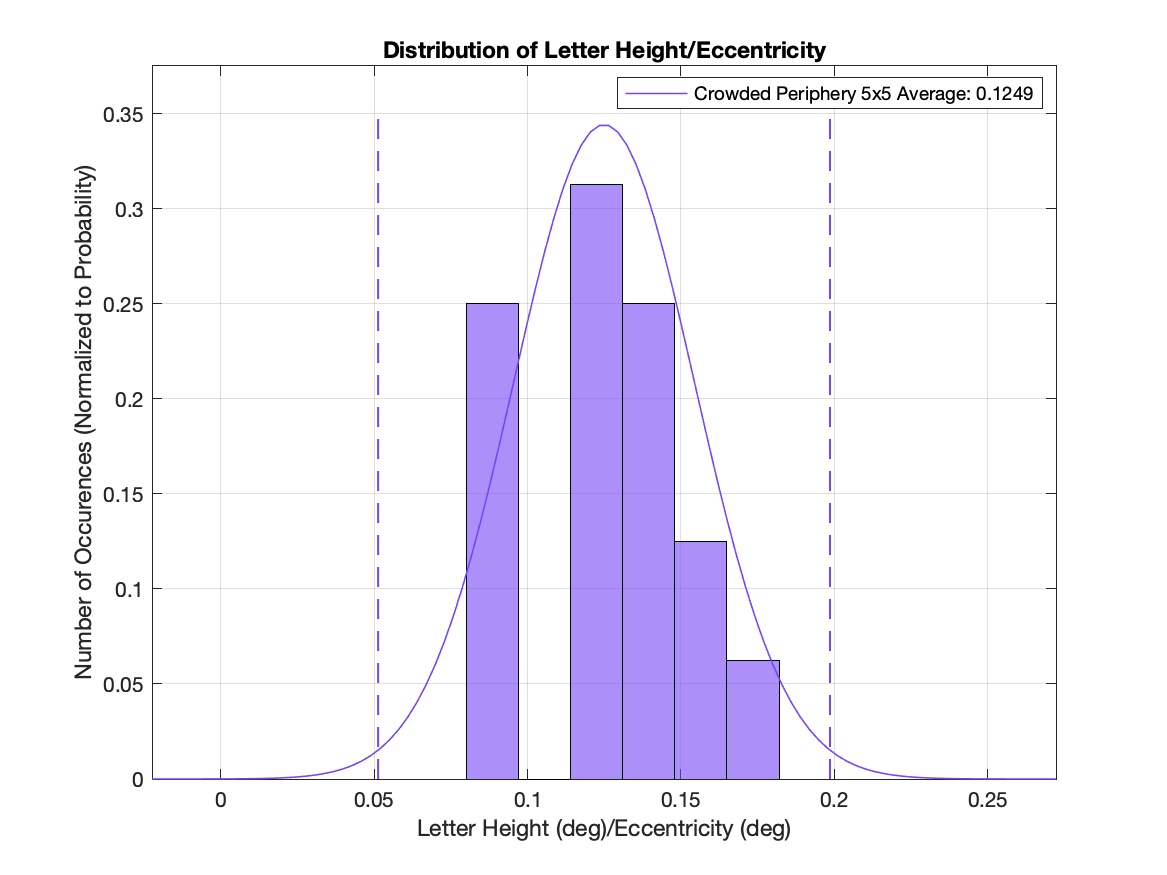 Distribution of Letter Height/Eccentricity
Crowded Periphery 5x5 Average: 0.1249
Number of Occurences (Normalized to Probability)
0.35
0.3
0.25
0.2
0.15
0.1
0.05
0
0 0.05 0.1 0.15 0.2 0.25
Letter Height (deg)/Eccentricity (deg)